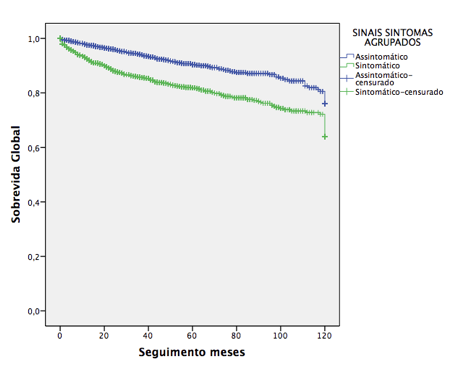 SINAIS SINTOMAS
AGRUPADOS
Assintomático
Sintomático
Assintomático-
censurado
Sintomático-censurado
1,0
0,8
0,6
0,4
0,2
0,0
Sobrevida Global
0 20 40 60 80 100 120
Seguimento meses